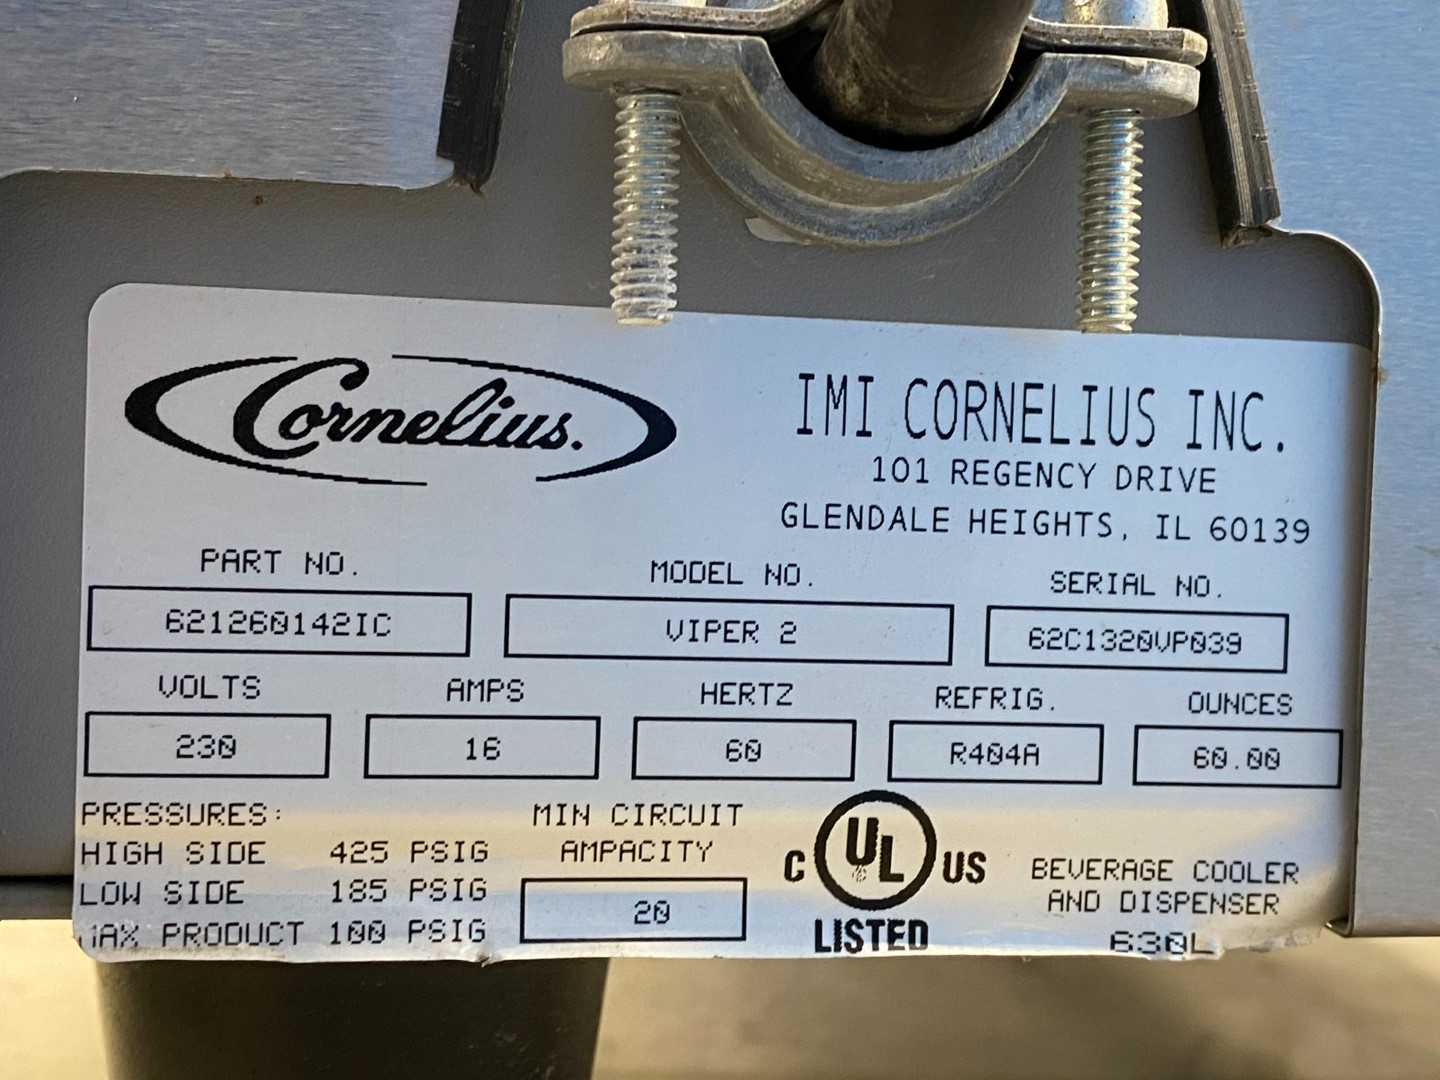 Cornelius.
IMI CORNELIUS INC.
101 REGENCY DRIVE
GLENDALE HEIGHTS, IL 60139
PART NO. MODEL NO. SERIAL NO.
621260142IC VIPER 2 62C1320VP039
VOLTS AMPS HERTZ REFRIG. OUNCES
230 16 60 R404A 60.00
PRESSURES:
HIGH SIDE 425 PSIG
LOW SIDE 185 PSIG
MAX PRODUCT 100 PSIG
MIN CIRCUIT
AMPACITY
20
C UL US
LISTED
BEVERAGE COOLER
AND DISPENSER
630L